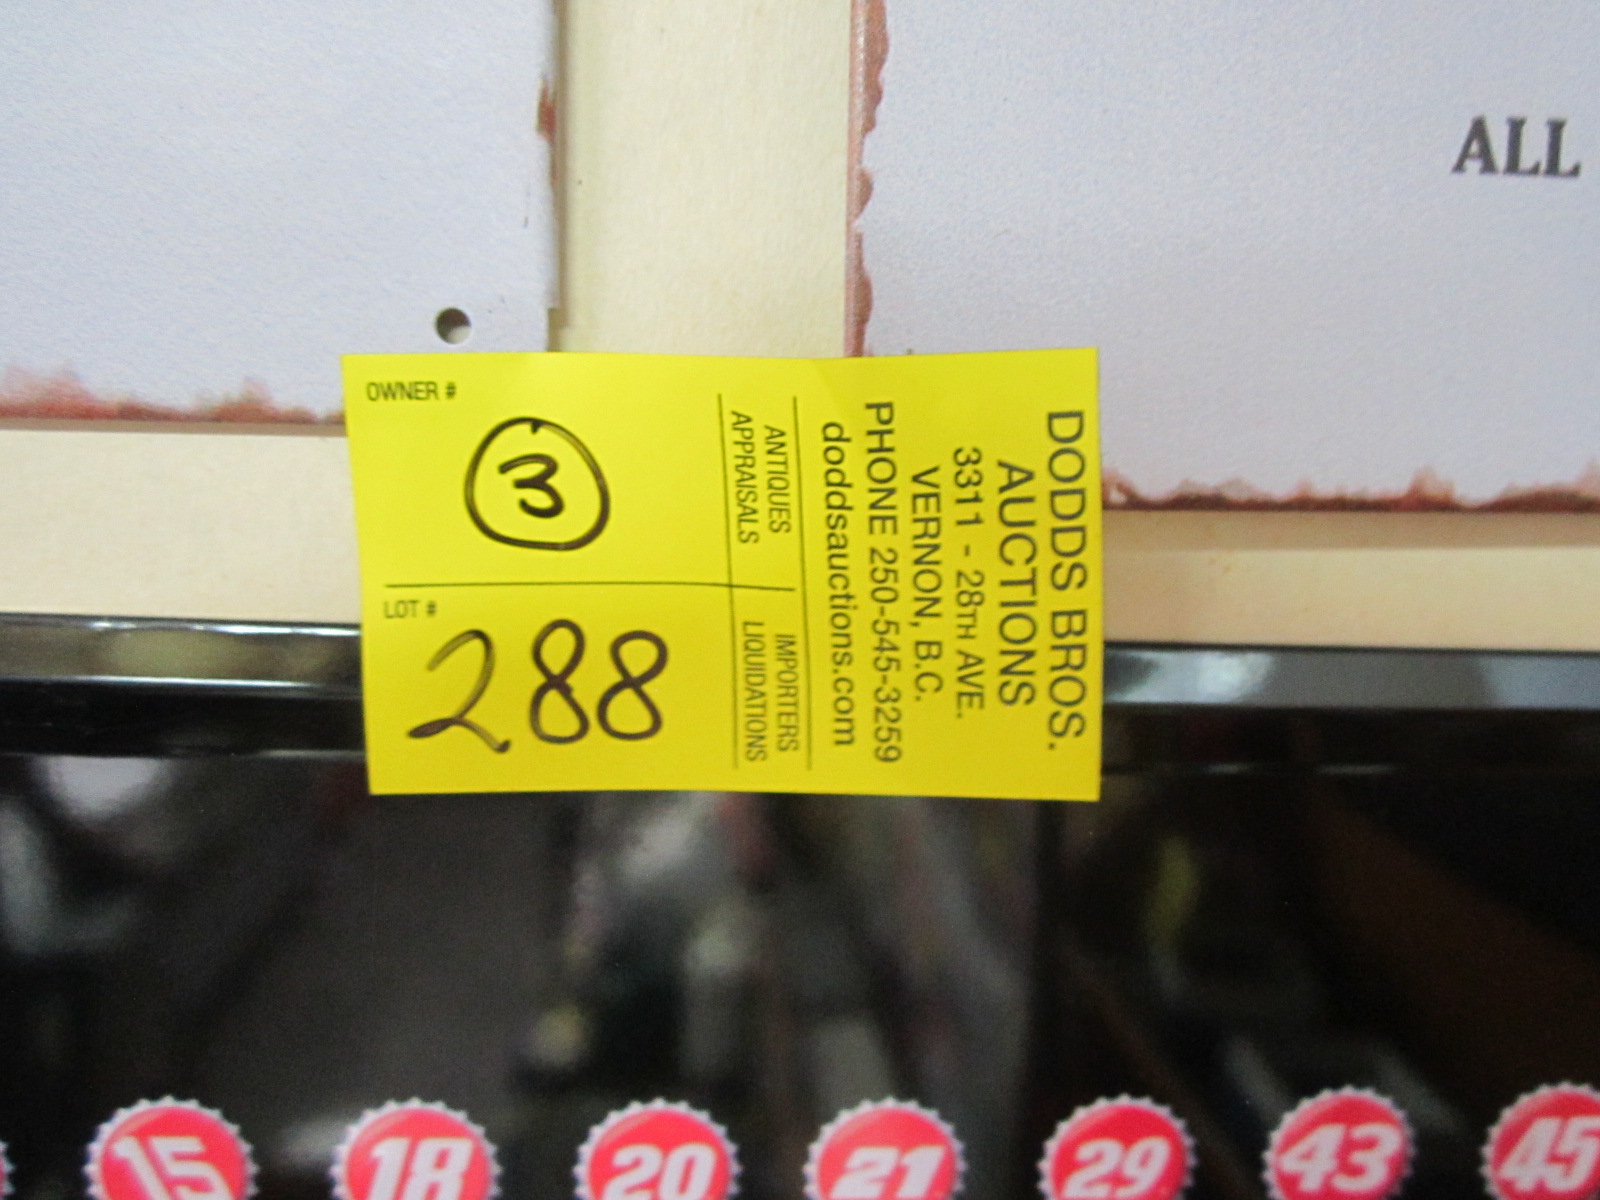 ALL
OWNER #
3
LOT #
288
ANTIQUES
APPRAISALS
IMPORTERS
LIQUIDATIONS
DODDS BROS.
AUCTIONS
3311 - 28TH AVE.
VERNON, B.C.
PHONE 250-545-3259
doddsauctions.com
15 18 20 21 29 43 45